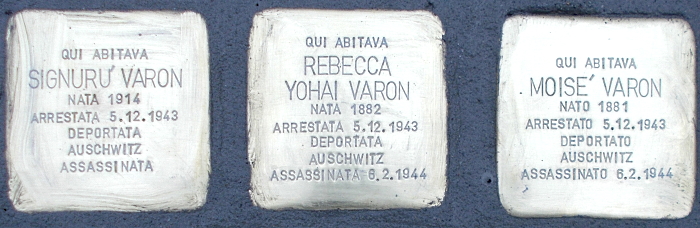 QUI ABITAVA
SIGNURU' VARON
NATA 1914
ARRESTATA 5.12.1943
DEPORTATA
AUSCHWITZ
ASSASSINATA
QUI ABITAVA
REBECCA
YOHAI VARON
NATA 1882
ARRESTATA 5.12.1943
DEPORTATA
AUSCHWITZ
ASSASSINATA 6.2.1944
QUI ABITAVA
MOISE' VARON
NATO 1881
ARRESTATO 5.12.1943
DEPORTATO
AUSCHWITZ
ASSASSINATO 6.2.1944